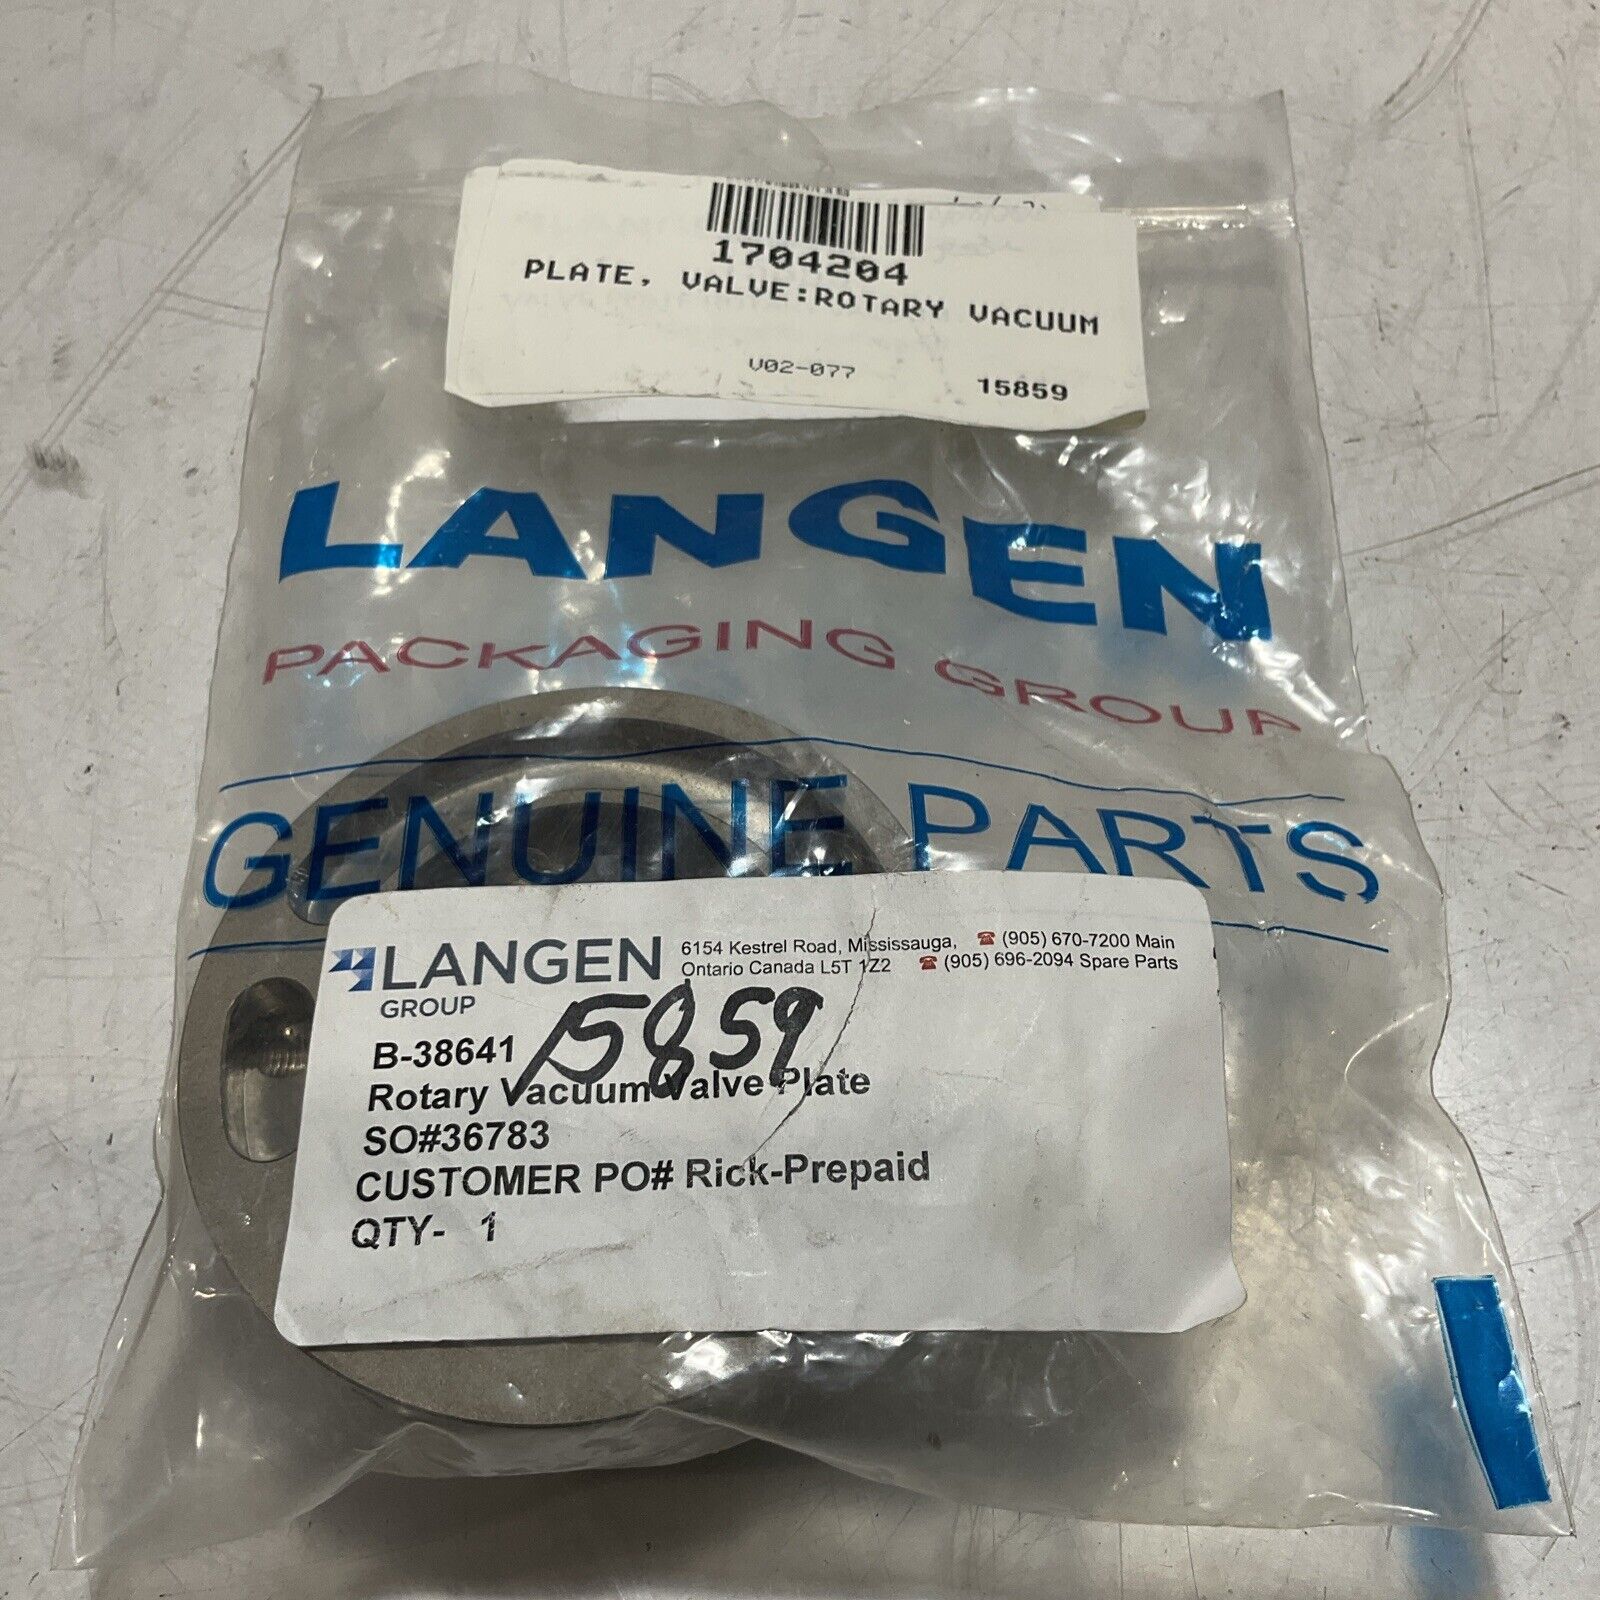 1704204
PLATE, VALVE:ROTARY VACUUM
V02-077
15859
LANGEN
PACKAGING GROUP
GENUINE PARTS
LANGEN
GROUP
6154 Kestrel Road, Mississauga, ☎ (905) 670-7200 Main
Ontario Canada L5T 1Z2 ☎ (905) 696-2094 Spare Parts
15859
B-38641
Rotary Vacuum Valve Plate
SO#36783
CUSTOMER PO# Rick-Prepaid
QTY- 1